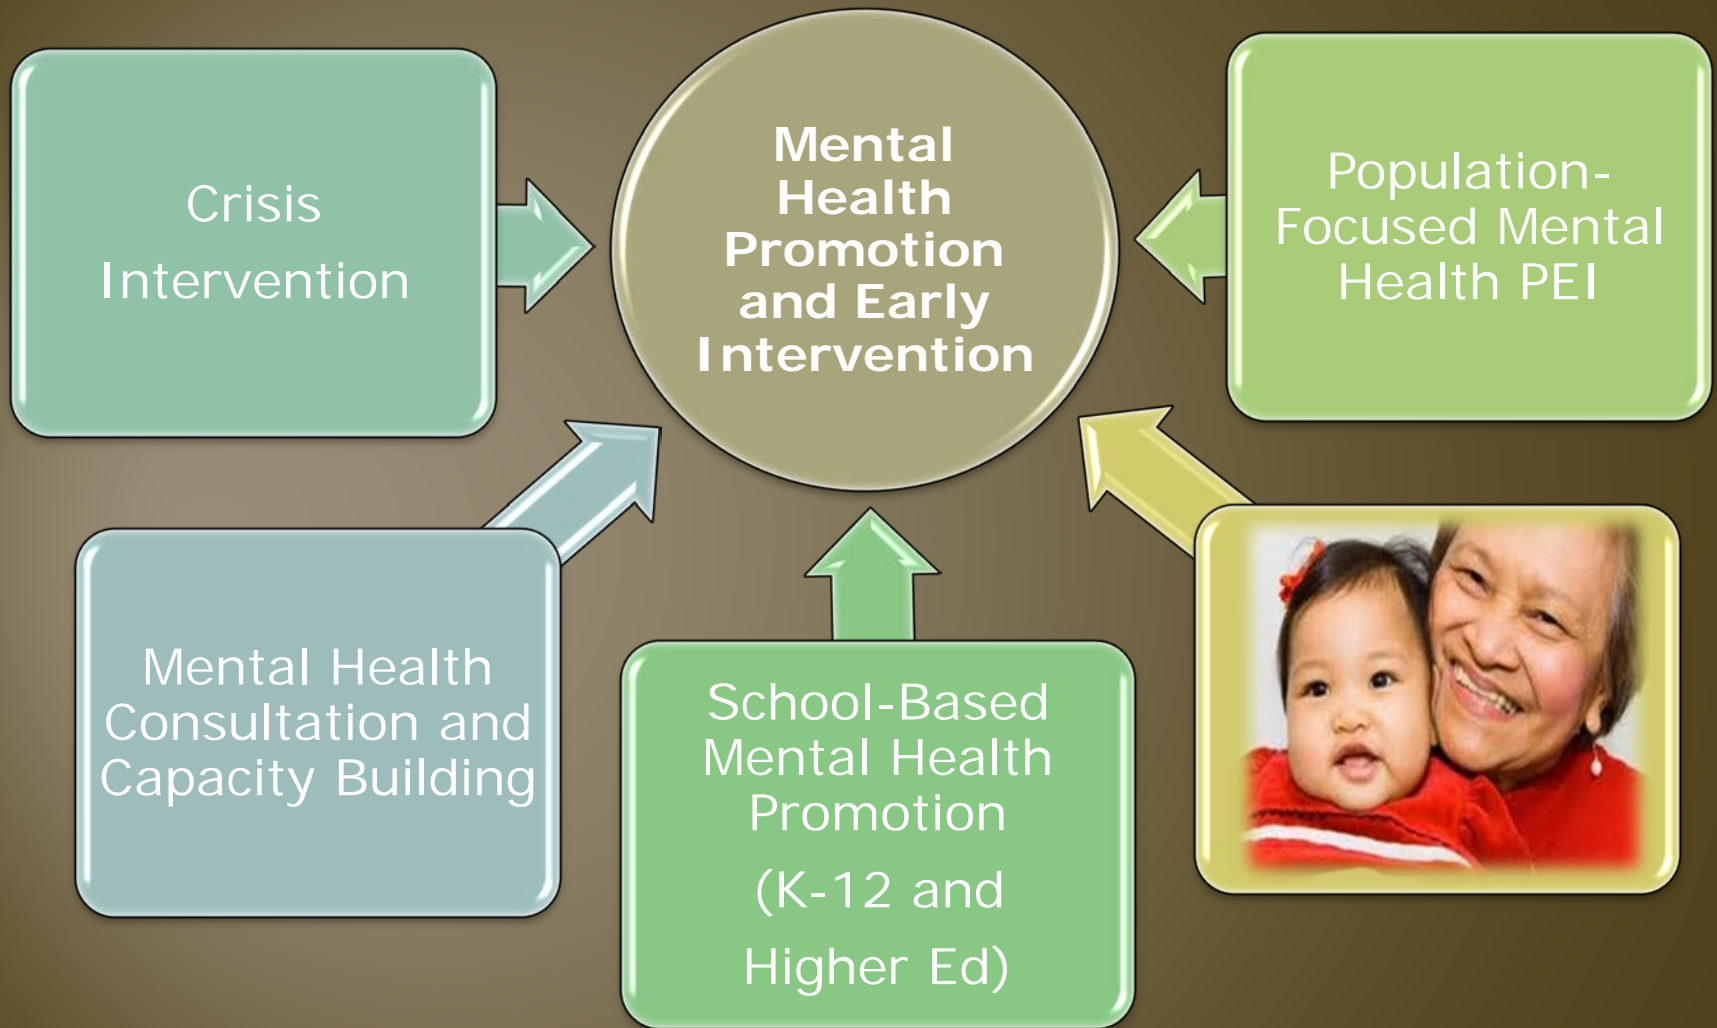 Crisis
Intervention
Mental
Health
Promotion
and Early
Intervention
Population-
Focused Mental
Health PEI
Mental Health
Consultation and
Capacity Building
School-Based
Mental Health
Promotion
(K-12 and
Higher Ed)